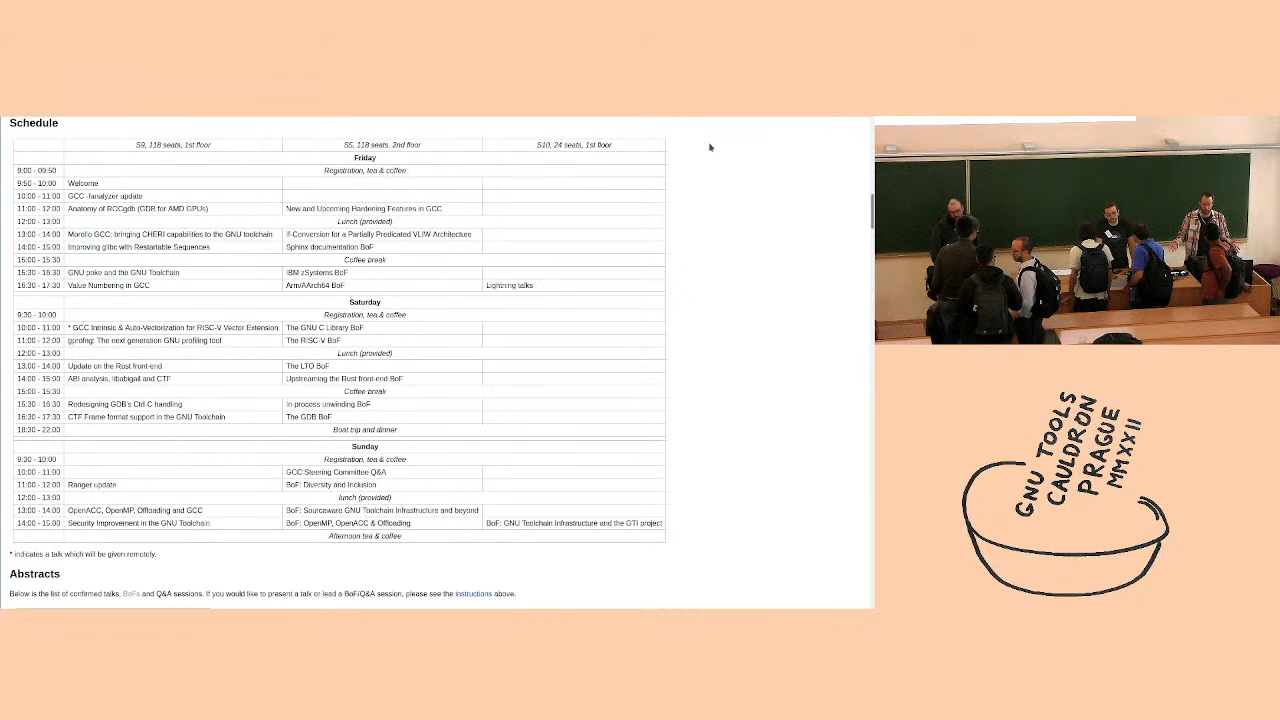 Schedule
S9, 118 seats, 1st floor S5, 118 seats. 2nd floor S10, 24 seats, 1st floor
Friday
9:00 - 09:50 Registration, tea & coffee
9:50 - 10:00 Welcome
10:00 - 11:00 GCC -fanalyzer update
11:00 - 12:00 Anatomy of ROCgdb (GDB for AMD GPUs) New and Upcoming Hardening Features in GCC
12:00 - 13:00 Lunch (provided)
13:00 - 14:00 Morello GCC: bringing CHERI capabilities to the GNU toolchain If-Conversion for a Partially Predicated VLIW Architecture
14:00 - 15:00 Improving glibc with Restartable Sequences Sphinx documentation BoF
15:00 - 15:30 Coffee break
15:30 - 16:30 GNU poke and the GNU Toolchain IBM zSystems BoF
16:30 - 17:30 Value Numbering in GCC Arm/AArch64 BoF Lightning talks
Saturday
9:30 - 10:00 Registration, tea & coffee
10:00 - 11:00 * GCC Intrinsic & Auto-Vectorization for RISC-V Vector Extension The GNU C Library BoF
11:00 - 12:00 gprofng: The next generation GNU profiling tool The RISC-V BoF
12:00 - 13:00 Lunch (provided)
13:00 - 14:00 Update on the Rust front-end The LTO BoF
14:00 - 15:00 ABI analysis, libabigail and CTF Upstreaming the Rust front-end BoF
15:00 - 15:30 Coffee break
15:30 - 16:30 Redesigning GDB's Ctrl-C handling In-process unwinding BoF
16:30 - 17:30 CTF Frame format support in the GNU Toolchain The GDB BoF
18:30 - 22:00 Boat trip and dinner
Sunday
9:30 - 10:00 Registration, tea & coffee
10:00 - 11:00 GCC Steering Committee Q&A
11:00 - 12:00 Ranger update BoF: Diversity and Inclusion
12:00 - 13:00 lunch (provided)
13:00 - 14:00 OpenACC, OpenMP, Offloading and GCC BoF: Sourceware GNU Toolchain Infrastructure and beyond
14:00 - 15:00 Security Improvement in the GNU Toolchain BoF: OpenMP, OpenACC & Offloading BoF: GNU Toolchain Infrastructure and the GTI project
Afternoon tea & coffee
* indicates a talk which will be given remotely.
Abstracts
Below is the list of confirmed talks, BoFs and Q&A sessions. If you would like to present a talk or lead a BoF/Q&A session, please see the instructions above.
GNU TOOLS
CAULDRON
PRAGUE
MMXXII